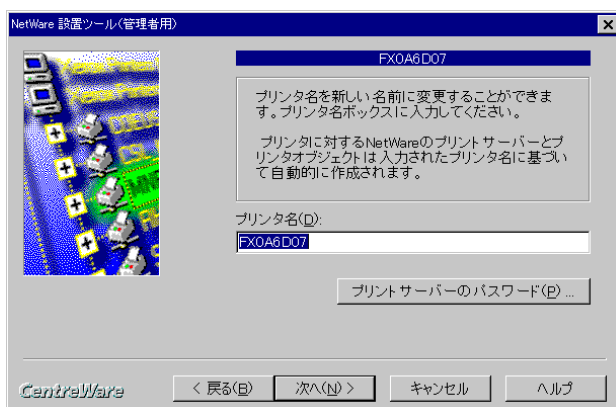 NetWare 設置ツール(管理者用)
FX0A6D07
プリンタ名を新しい名前に変更することができま
す。プリンタ名ボックスに入力してください。
プリンタに対するNetWareのプリントサーバーとプ
リンタオブジェクトは入力されたプリンタ名に基づい
て自動的に作成されます。
プリンタ名(D):
FX0A6D07
プリントサーバーのパスワード(P) ...
CentreWare
< 戻る(B)
次へ(N) >
キャンセル
ヘルプ